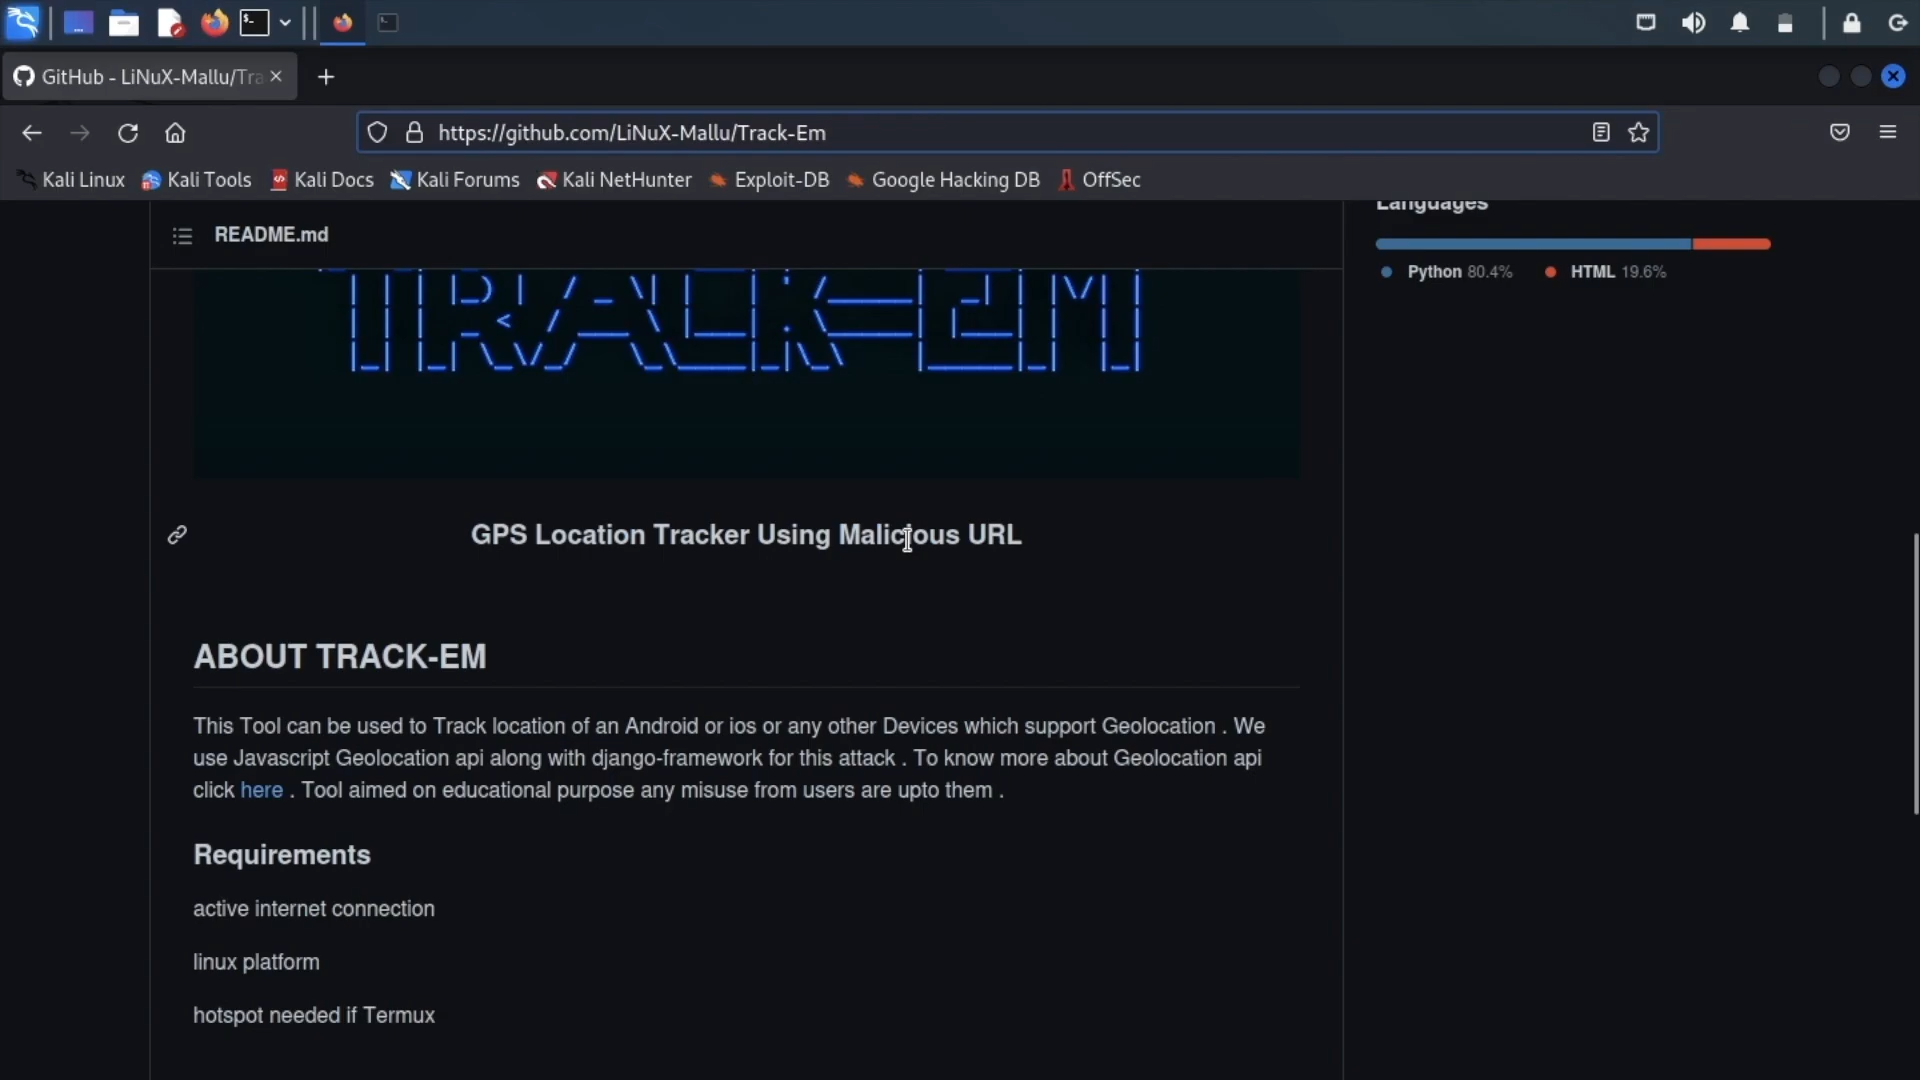 GitHub - LiNuX-Mallu/Tra
https://github.com/LiNuX-Mallu/Track-Em
Kali Linux Kali Tools Kali Docs Kali Forums Kali NetHunter Exploit-DB Google Hacking DB OffSec
Languages
README.md
Python 80.4% HTML 19.6%
TRACK-EM
GPS Location Tracker Using Malicious URL
ABOUT TRACK-EM
This Tool can be used to Track location of an Android or ios or any other Devices which support Geolocation . We
use Javascript Geolocation api along with django-framework for this attack . To know more about Geolocation api
click here . Tool aimed on educational purpose any misuse from users are upto them .
Requirements
active internet connection
linux platform
hotspot needed if Termux